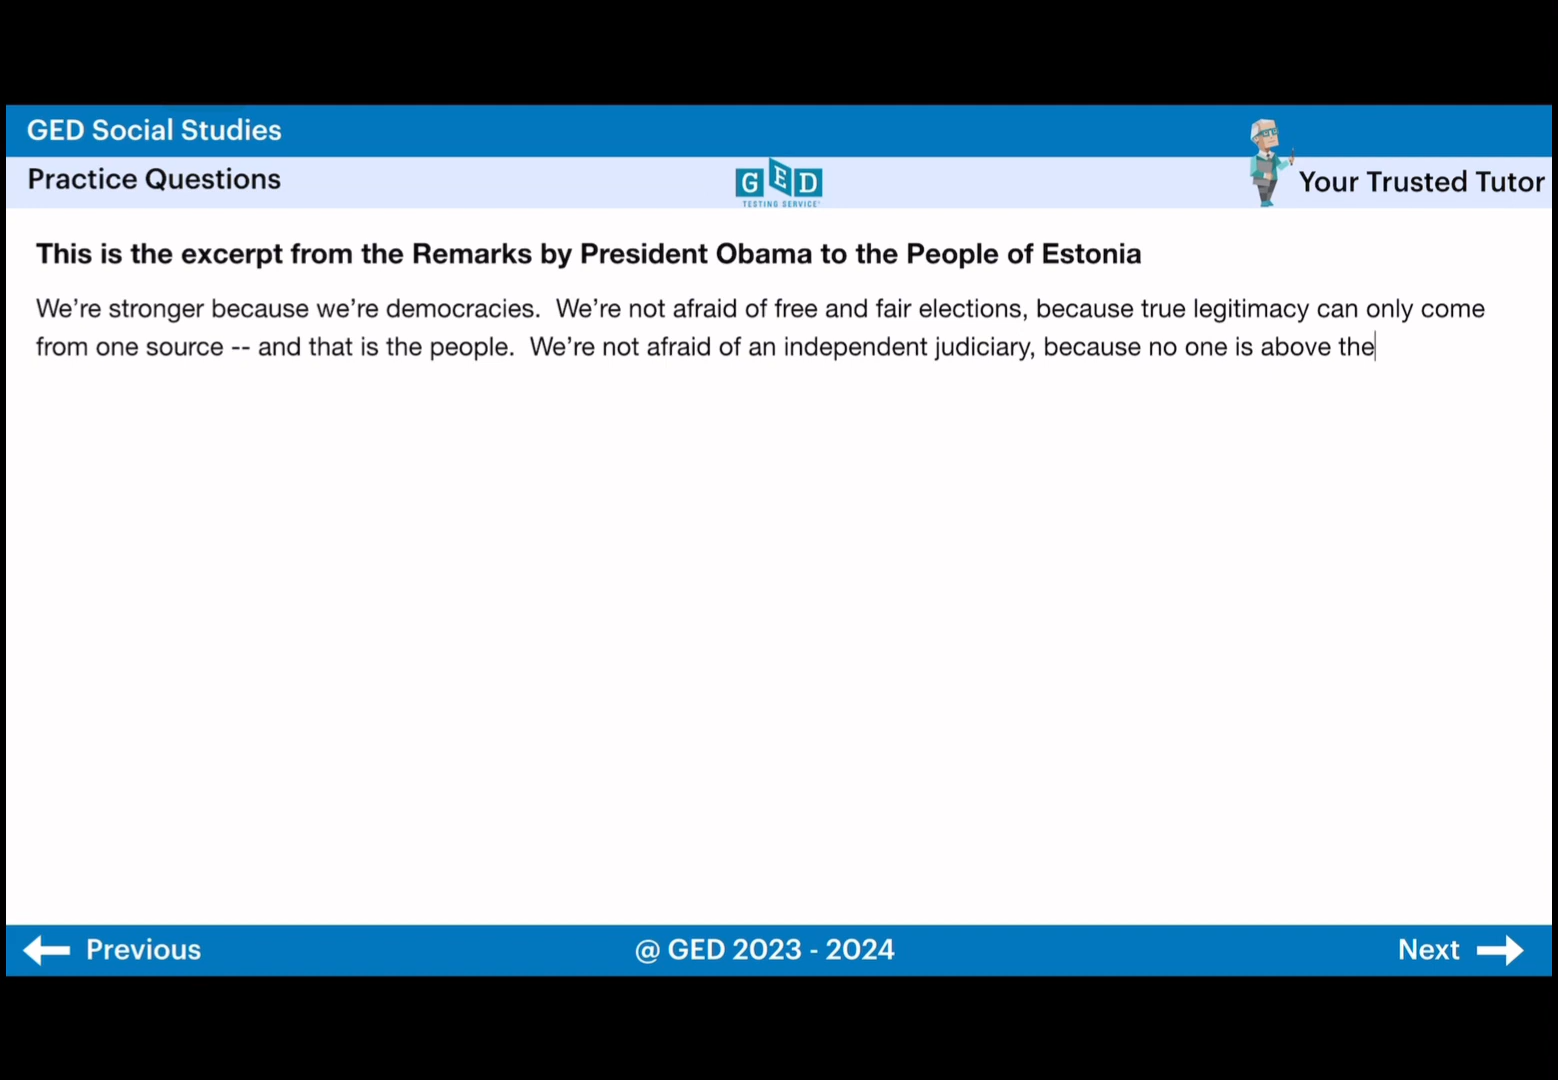 GED Social Studies
Practice Questions
GED
TESTING SERVICE
Your Trusted Tutor
This is the excerpt from the Remarks by President Obama to the People of Estonia
We’re stronger because we’re democracies.  We’re not afraid of free and fair elections, because true legitimacy can only come
from one source -- and that is the people.  We’re not afraid of an independent judiciary, because no one is above the
Previous
@ GED 2023 - 2024
Next